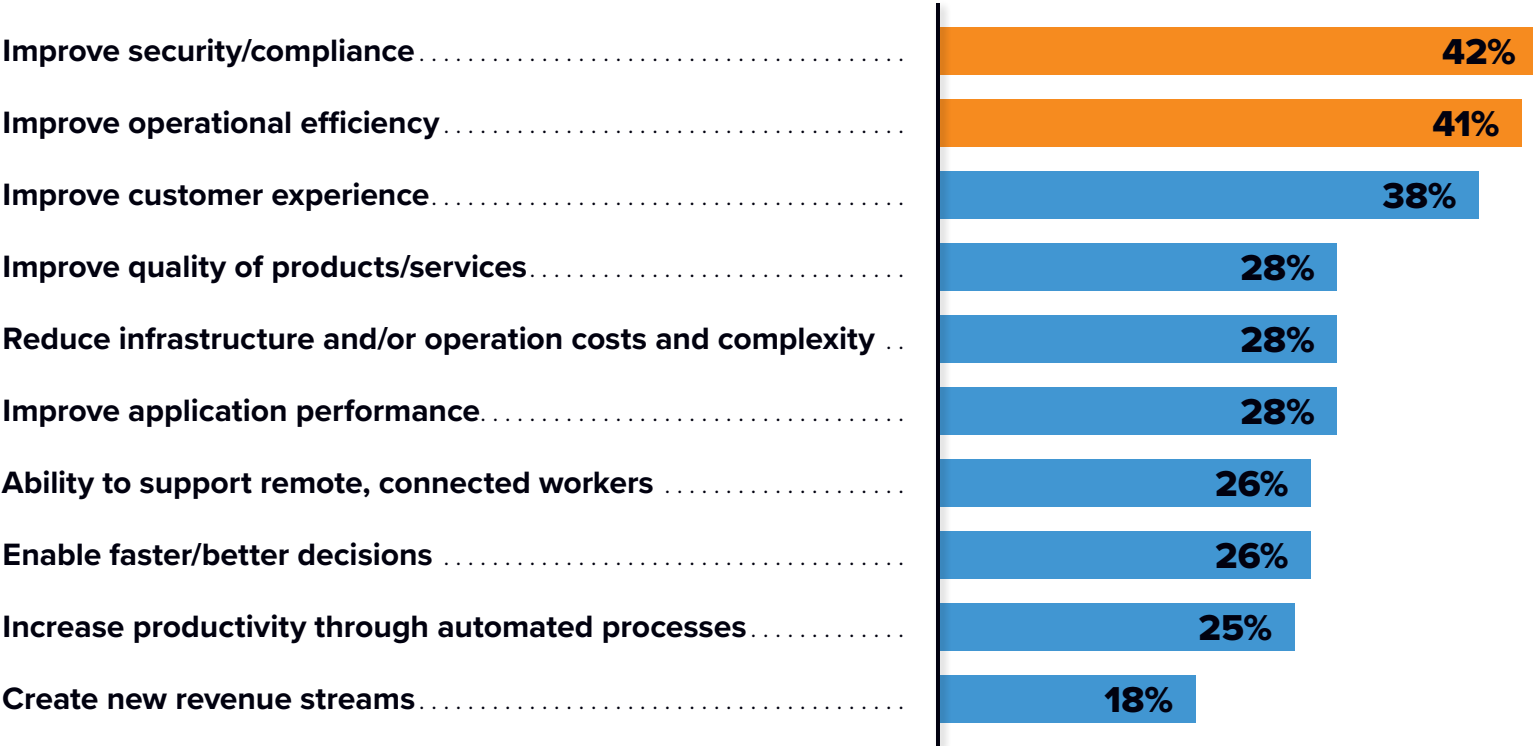 Improve security/compliance 42%
Improve operational efficiency 41%
Improve customer experience 38%
Improve quality of products/services 28%
Reduce infrastructure and/or operation costs and complexity 28%
Improve application performance 28%
Ability to support remote, connected workers 26%
Enable faster/better decisions 26%
Increase productivity through automated processes 25%
Create new revenue streams 18%